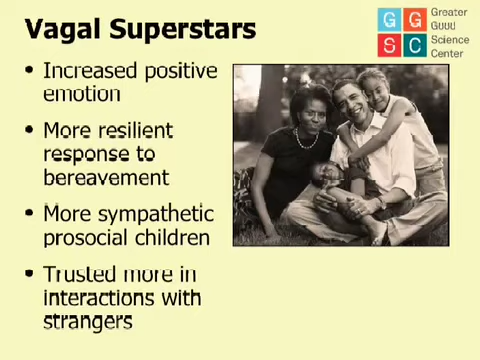 Vagal Superstars
G G
S C
Greater
Good
Science
Center
• Increased positive
emotion
• More resilient
response to
bereavement
• More sympathetic
prosocial children
• Trusted more in
interactions with
strangers